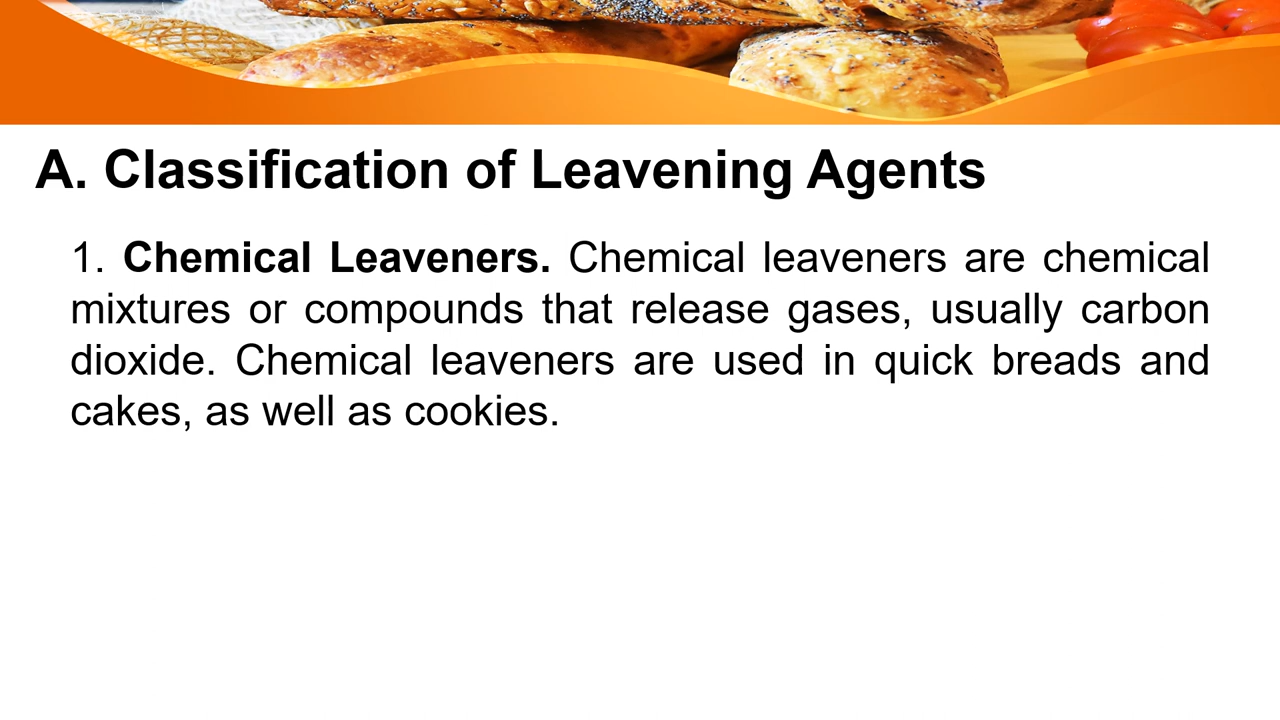 A. Classification of Leavening Agents
1. Chemical Leaveners. Chemical leaveners are chemical
mixtures or compounds that release gases, usually carbon
dioxide. Chemical leaveners are used in quick breads and
cakes, as well as cookies.